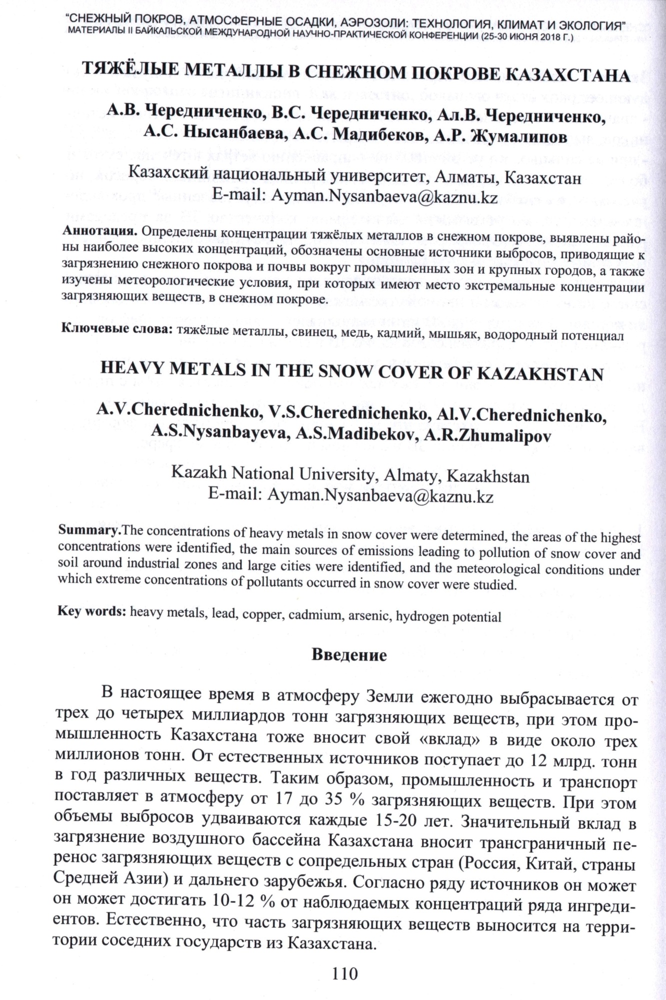 “СНЕЖНЫЙ ПОКРОВ, АТМОСФЕРНЫЕ ОСАДКИ, АЭРОЗОЛИ: ТЕХНОЛОГИЯ, КЛИМАТ И ЭКОЛОГИЯ”
МАТЕРИАЛЫ II БАЙКАЛЬСКОЙ МЕЖДУНАРОДНОЙ НАУЧНО-ПРАКТИЧЕСКОЙ КОНФЕРЕНЦИИ (25-30 ИЮНЯ 2018 Г.)
ТЯЖЁЛЫЕ МЕТАЛЛЫ В СНЕЖНОМ ПОКРОВЕ КАЗАХСТАНА
А.В. Чередниченко, В.С. Чередниченко, Ал.В. Чередниченко,
А.С. Нысанбаева, А.С. Мадибеков, А.Р. Жумалипов
Казахский национальный университет, Алматы, Казахстан
E-mail: Ayman.Nysanbaeva@kaznu.kz
Аннотация. Определены концентрации тяжёлых металлов в снежном покрове, выявлены райо-
ны наиболее высоких концентраций, обозначены основные источники выбросов, приводящие к
загрязнению снежного покрова и почвы вокруг промышленных зон и крупных городов, а также
изучены метеорологические условия, при которых имеют место экстремальные концентрации
загрязняющих веществ, в снежном покрове.
Ключевые слова: тяжёлые металлы, свинец, медь, кадмий, мышьяк, водородный потенциал
HEAVY METALS IN THE SNOW COVER OF KAZAKHSTAN
A.V.Cherednichenko, V.S.Cherednichenko, Al.V.Cherednichenko,
A.S.Nysanbayeva, A.S.Madibekov, A.R.Zhumalipov
Kazakh National University, Almaty, Kazakhstan
E-mail: Ayman.Nysanbaeva@kaznu.kz
Summary.The concentrations of heavy metals in snow cover were determined, the areas of the highest
concentrations were identified, the main sources of emissions leading to pollution of snow cover and
soil around industrial zones and large cities were identified, and the meteorological conditions under
which extreme concentrations of pollutants occurred in snow cover were studied.
Key words: heavy metals, lead, copper, cadmium, arsenic, hydrogen potential
Введение
В настоящее время в атмосферу Земли ежегодно выбрасывается от
трех до четырех миллиардов тонн загрязняющих веществ, при этом про-
мышленность Казахстана тоже вносит свой «вклад» в виде около трех
миллионов тонн. От естественных источников поступает до 12 млрд. тонн
в год различных веществ. Таким образом, промышленность и транспорт
поставляет в атмосферу от 17 до 35 % загрязняющих веществ. При этом
объемы выбросов удваиваются каждые 15-20 лет. Значительный вклад в
загрязнение воздушного бассейна Казахстана вносит трансграничный пе-
ренос загрязняющих веществ с сопредельных стран (Россия, Китай, страны
Средней Азии) и дальнего зарубежья. Согласно ряду источников он может
он может достигать 10-12 % от наблюдаемых концентраций ряда ингреди-
ентов. Естественно, что часть загрязняющих веществ выносится на терри-
тории соседних государств из Казахстана.
110